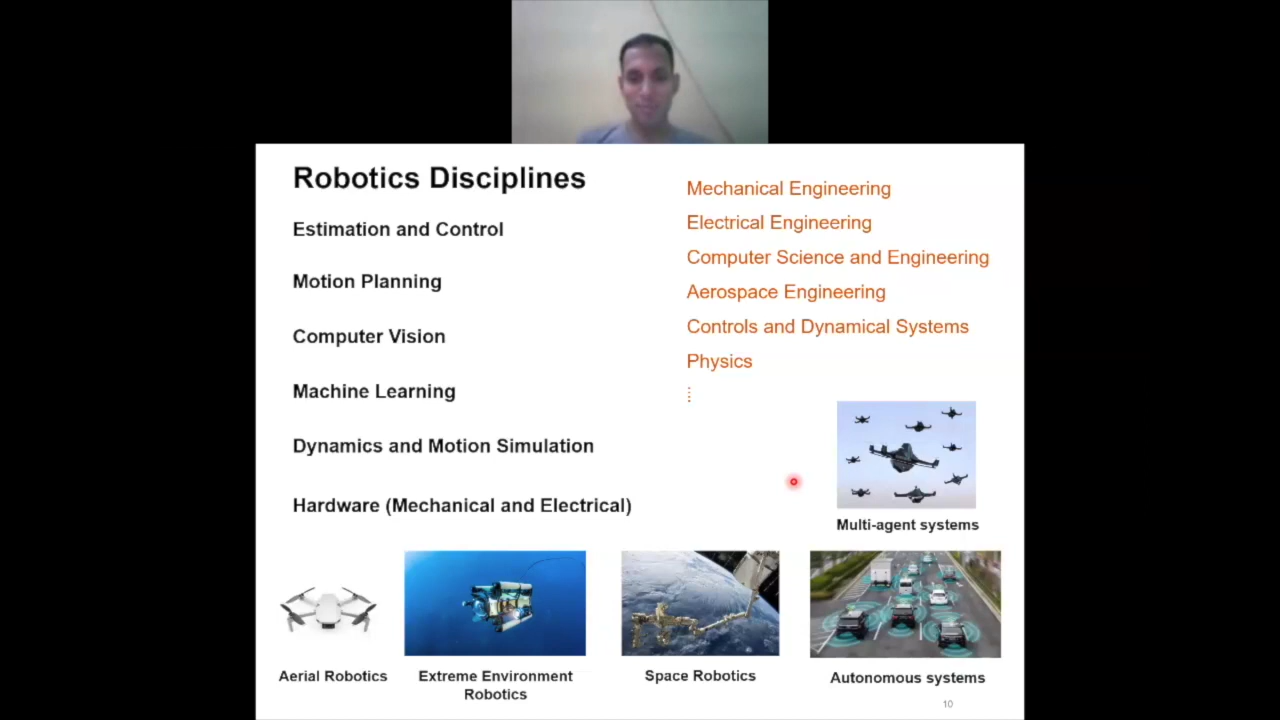 Robotics Disciplines
Estimation and Control
Motion Planning
Computer Vision
Machine Learning
Dynamics and Motion Simulation
Hardware (Mechanical and Electrical)
Mechanical Engineering
Electrical Engineering
Computer Science and Engineering
Aerospace Engineering
Controls and Dynamical Systems
Physics
⋮
Multi-agent systems
Aerial Robotics
Extreme Environment
Robotics
Space Robotics
Autonomous systems
10